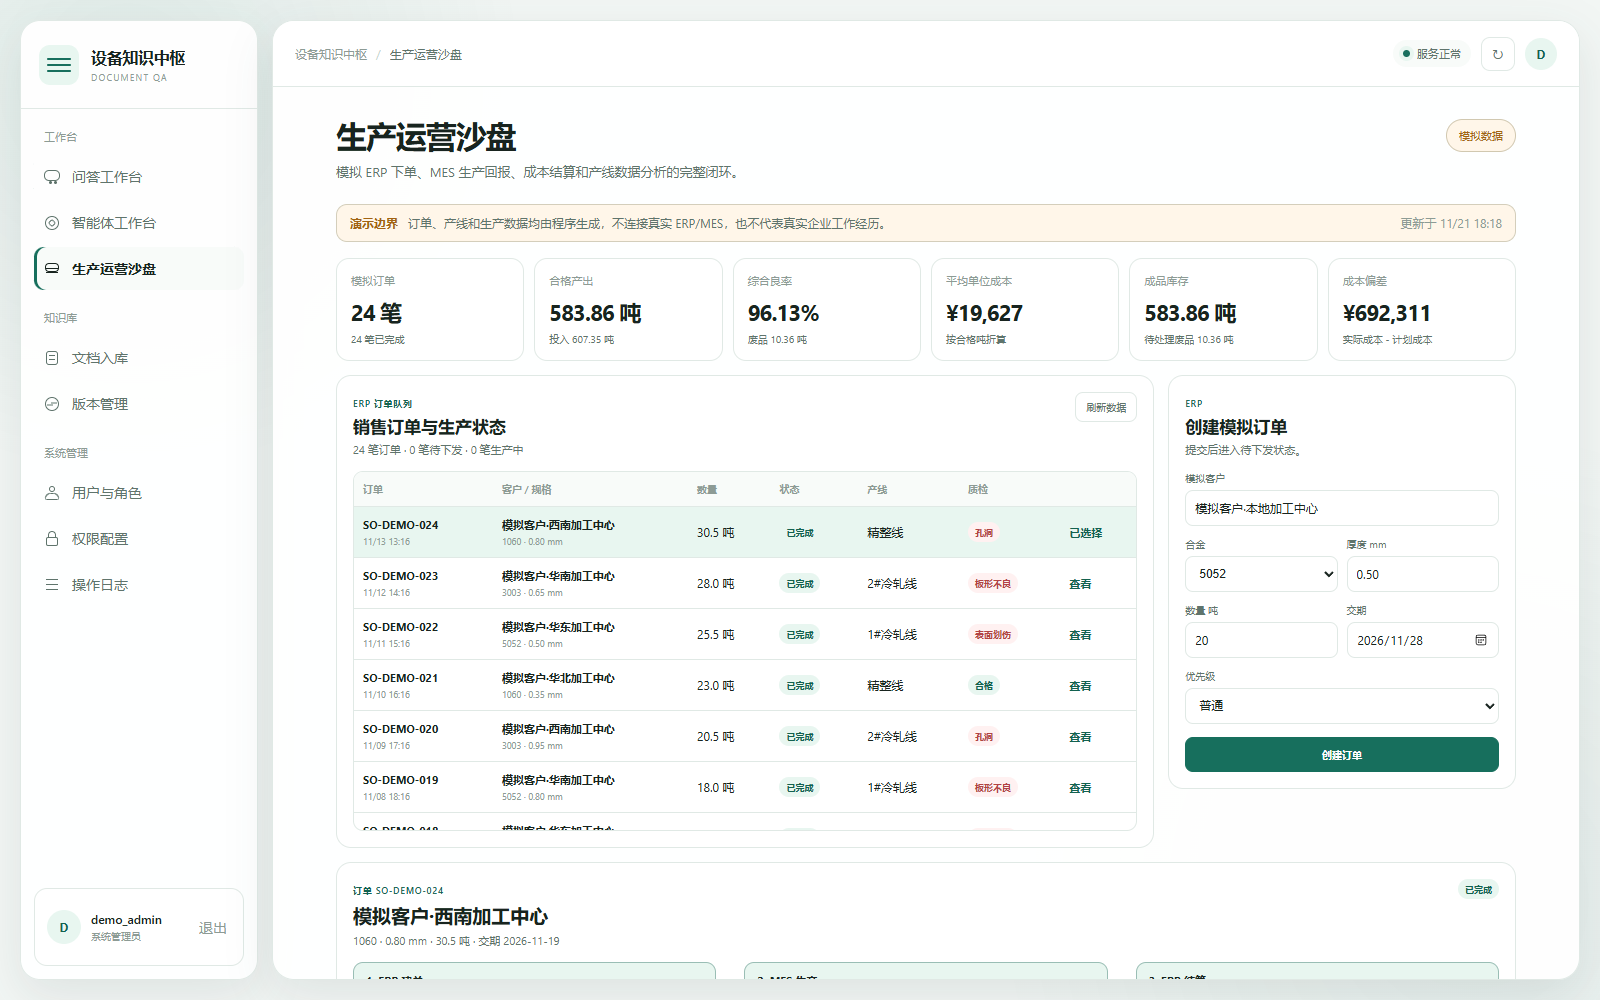 设备知识中枢
DOCUMENT QA
工作台
问答工作台
智能体工作台
生产运营沙盘
知识库
文档入库
版本管理
系统管理
用户与角色
权限配置
操作日志
D
demo_admin
系统管理员
退出
设备知识中枢 / 生产运营沙盘
服务正常
D
生产运营沙盘
模拟 ERP 下单、MES 生产回报、成本结算和产线数据分析的完整闭环。
模拟数据
演示边界 订单、产线和生产数据均由程序生成，不连接真实 ERP/MES，也不代表真实企业工作经历。
更新于 11/21 18:18
模拟订单
24 笔
24 笔已完成
合格产出
583.86 吨
投入 607.35 吨
综合良率
96.13%
废品 10.36 吨
平均单位成本
¥19,627
按合格吨折算
成品库存
583.86 吨
待处理废品 10.36 吨
成本偏差
¥692,311
实际成本 - 计划成本
ERP 订单队列
销售订单与生产状态
24 笔订单 · 0 笔待下发 · 0 笔生产中
刷新数据
订单 客户 / 规格 数量 状态 产线 质检
SO-DEMO-024 模拟客户·西南加工中心 30.5 吨 已完成 精整线 孔洞 已选择
11/13 13:16 1060 · 0.80 mm
SO-DEMO-023 模拟客户·华南加工中心 28.0 吨 已完成 2#冷轧线 板形不良 查看
11/12 14:16 3003 · 0.65 mm
SO-DEMO-022 模拟客户·华东加工中心 25.5 吨 已完成 1#冷轧线 表面划伤 查看
11/11 15:16 5052 · 0.50 mm
SO-DEMO-021 模拟客户·华北加工中心 23.0 吨 已完成 精整线 合格 查看
11/10 16:16 1060 · 0.35 mm
SO-DEMO-020 模拟客户·西南加工中心 20.5 吨 已完成 2#冷轧线 孔洞 查看
11/09 17:16 3003 · 0.95 mm
SO-DEMO-019 模拟客户·华南加工中心 18.0 吨 已完成 1#冷轧线 板形不良 查看
11/08 18:16 5052 · 0.80 mm
SO-DEMO-018 模拟客户·华东加工中心
ERP
创建模拟订单
提交后进入待下发状态。
模拟客户
模拟客户·本地加工中心
合金 厚度 mm
5052 0.50
数量 吨 交期
20 2026/11/28
优先级
普通
创建订单
订单 SO-DEMO-024
已完成
模拟客户·西南加工中心
1060 · 0.80 mm · 30.5 吨 · 交期 2026-11-19